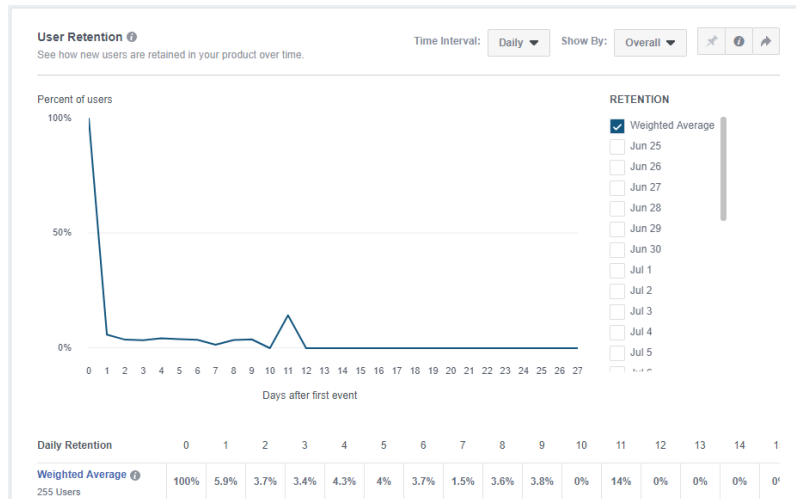 User Retention
Time Interval: Daily Show By: Overall
See how new users are retained in your product over time.
Percent of users
RETENTION
100%
Weighted Average
Jun 25
Jun 26
Jun 27
Jun 28
Jun 29
50%
Jun 30
Jul 1
Jul 2
Jul 3
Jul 4
0%
Jul 5
0 1 2 3 4 5 6 7 8 9 10 11 12 13 14 15 16 17 18 19 20 21 22 23 24 25 26 27
Days after first event
Daily Retention 0 1 2 3 4 5 6 7 8 9 10 11 12 13 14
Weighted Average
100% 5.9% 3.7% 3.4% 4.3% 4% 3.7% 1.5% 3.6% 3.8% 0% 14% 0% 0% 0%
255 Users